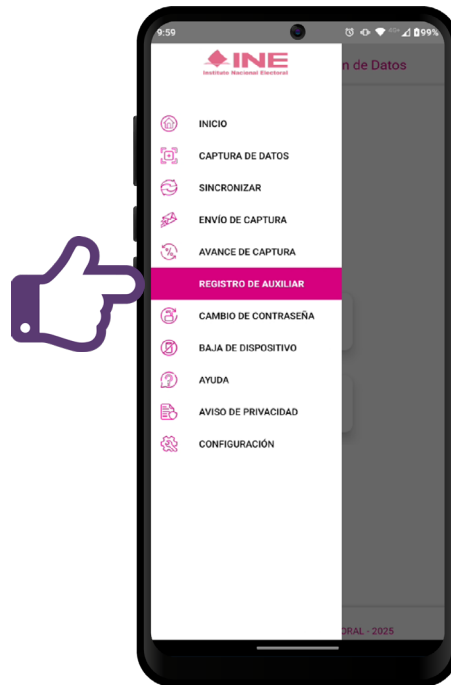 9:59
99%
INE
Instituto Nacional Electoral
n de Datos
INICIO
CAPTURA DE DATOS
SINCRONIZAR
ENVÍO DE CAPTURA
AVANCE DE CAPTURA
REGISTRO DE AUXILIAR
CAMBIO DE CONTRASEÑA
BAJA DE DISPOSITIVO
AYUDA
AVISO DE PRIVACIDAD
CONFIGURACIÓN
ORAL - 2025